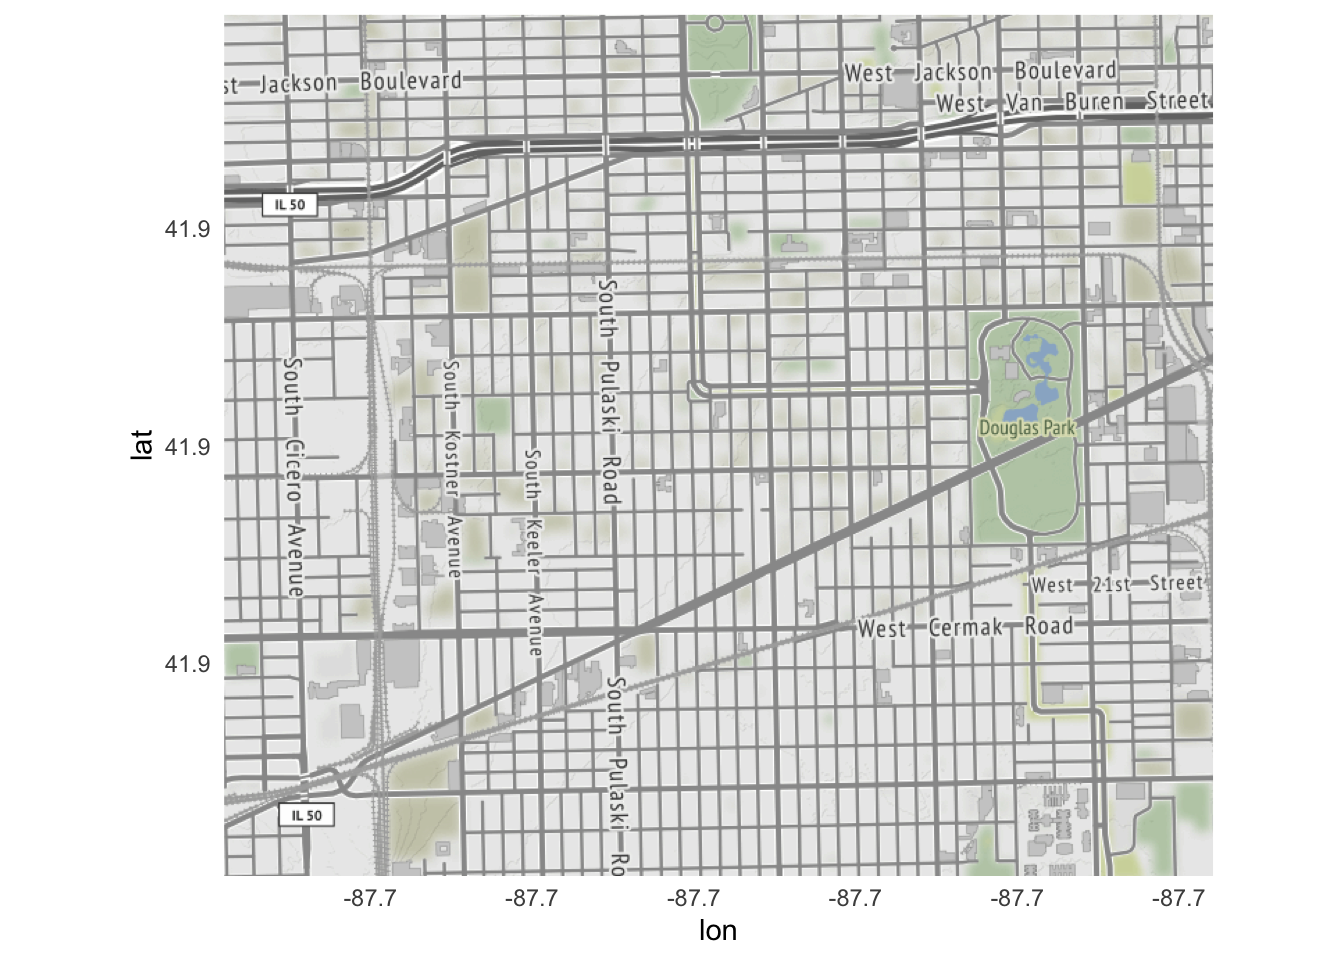 st Jackson Boulevard
West Jackson Boulevard
West Van Buren Street
IL 50
41.9
South Pulaski Road
South Cicero Avenue
South Kostner Avenue
Douglas Park
lat
41.9
South Keeler Avenue
West 21st Street
West Cermak Road
41.9
South Pulaski Ro
IL 50
-87.7 -87.7 -87.7 -87.7 -87.7 -87.7
lon